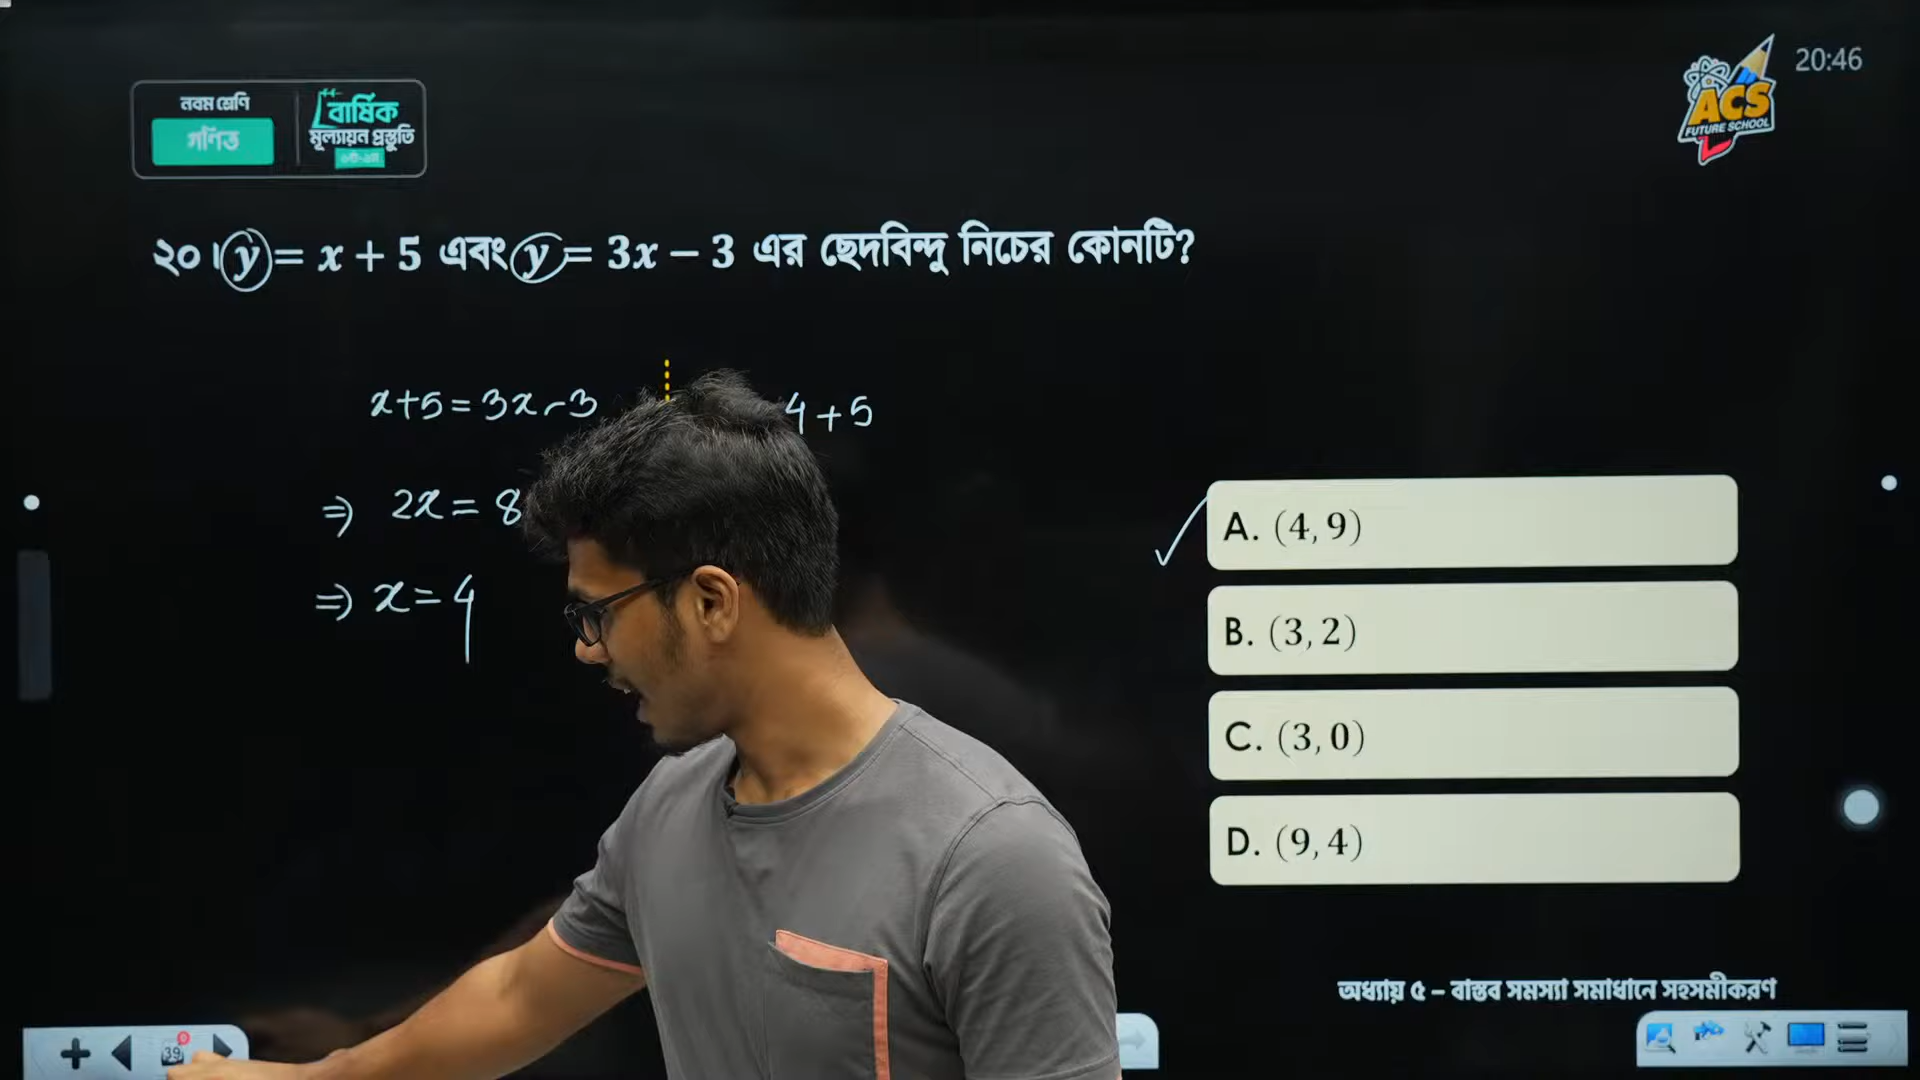 নবম শ্রেণি
গণিত
বার্ষিক
মূল্যায়ন প্রস্তুতি
ACS
FUTURE SCHOOL
20:46
২০। y = x + 5 এবং y = 3x − 3 এর ছেদবিন্দু নিচের কোনটি?
x+5=3x-3
4+5
⇒ 2x = 8
⇒ x = 4
A. (4, 9)
B. (3, 2)
C. (3, 0)
D. (9, 4)
অধ্যায় ৫ – বাস্তব সমস্যা সমাধানে সহসমীকরণ
39